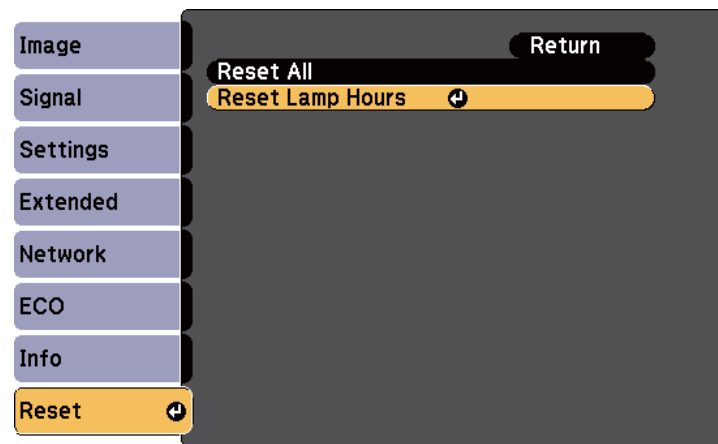 Image
Signal
Settings
Extended
Network
ECO
Info
Reset
Return
Reset All
Reset Lamp Hours